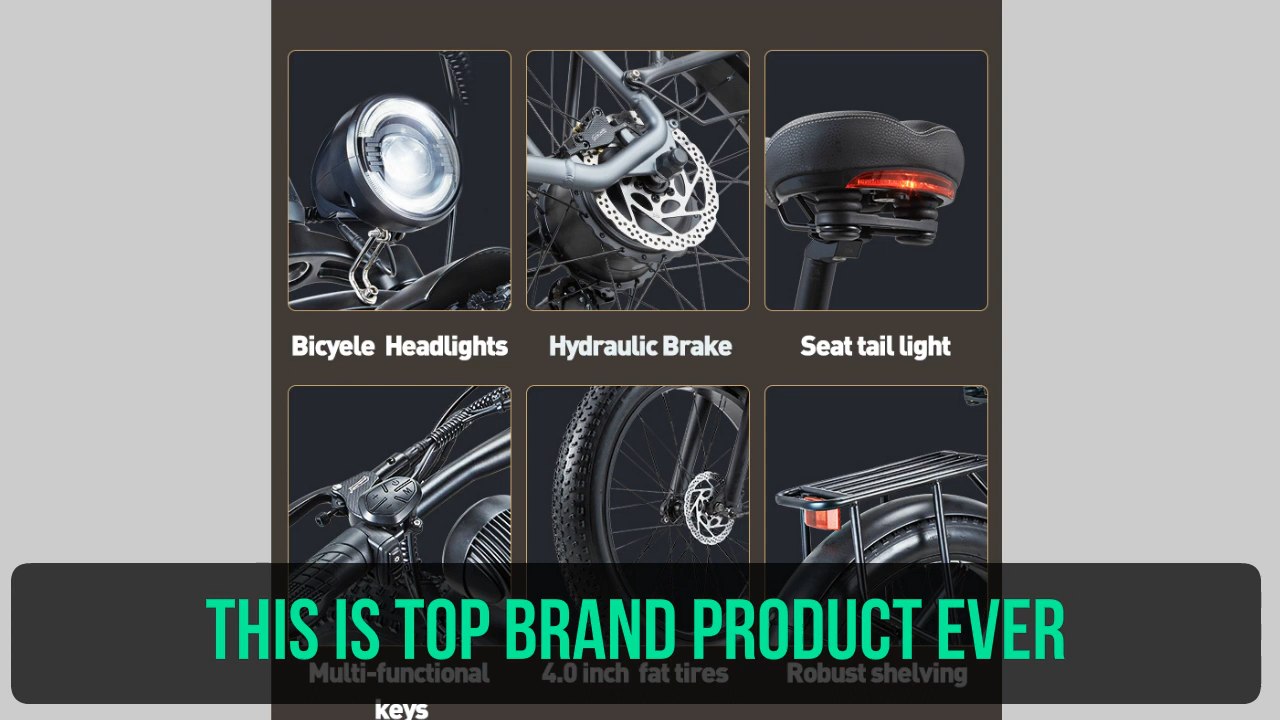 Bicyele Headlights
Hydraulic Brake
Seat tail light
THIS IS TOP BRAND PRODUCT EVER
Multi-functional
keys
4.0 inch fat tires
Robust shelving